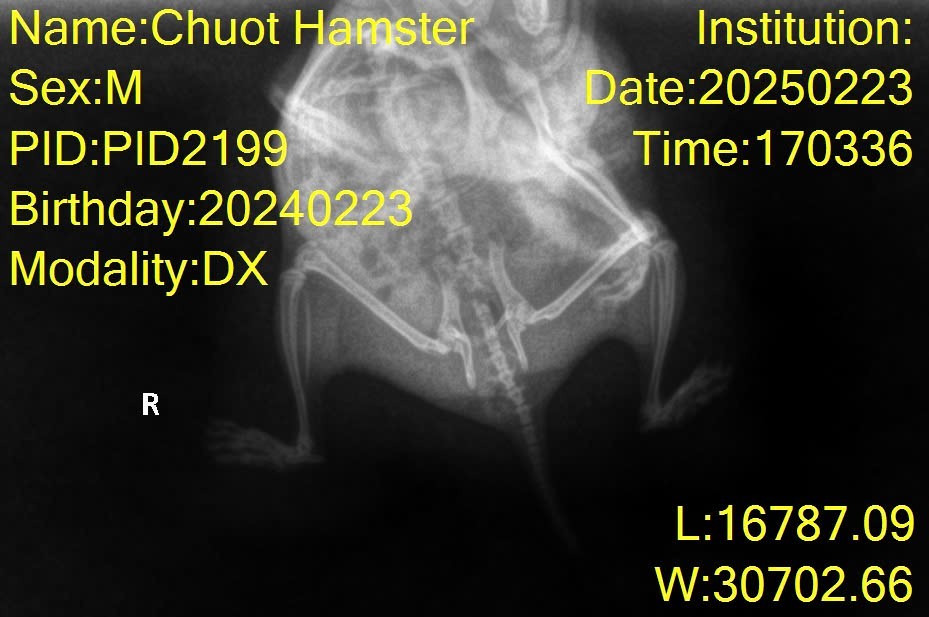 Name:Chuot Hamster
Sex:M
PID:PID2199
Birthday:20240223
Modality:DX
Institution:
Date:20250223
Time:170336
R
L:16787.09
W:30702.66